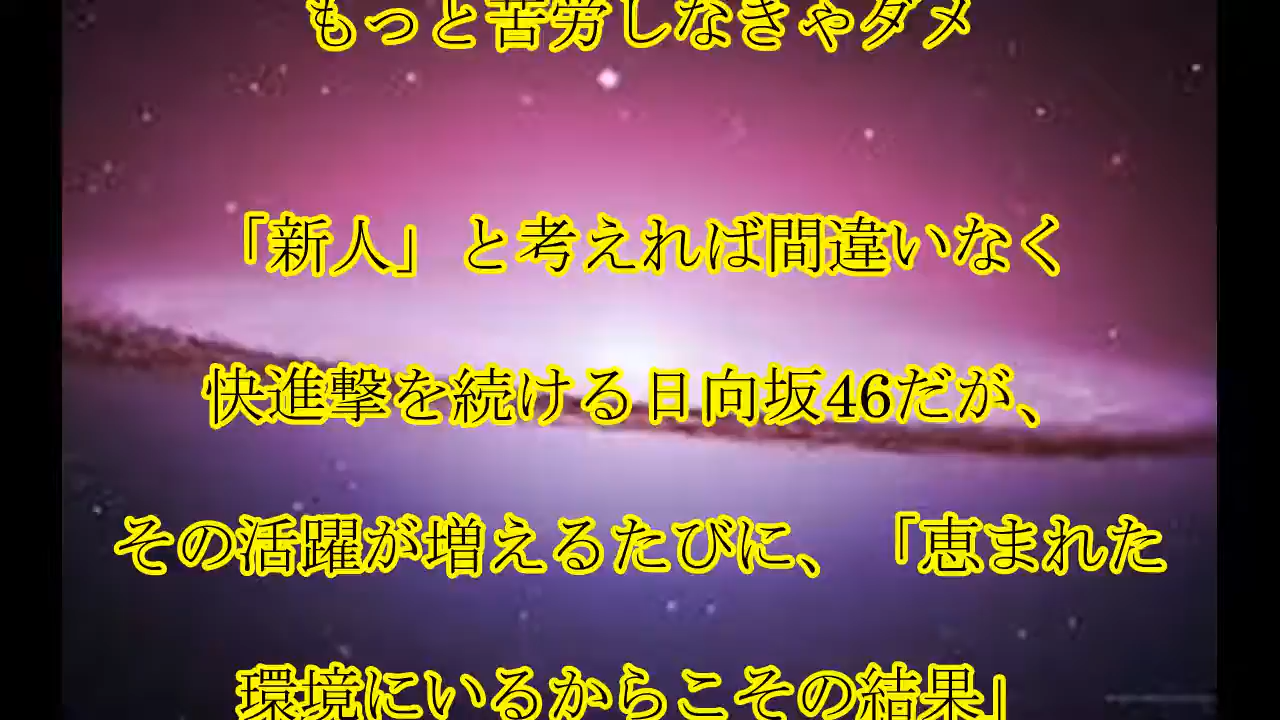 もっと苦労しなきゃダメ
「新人」と考えれば間違いなく
快進撃を続ける日向坂46だが、
その活躍が増えるたびに、「恵まれた
環境にいるからこその結果」